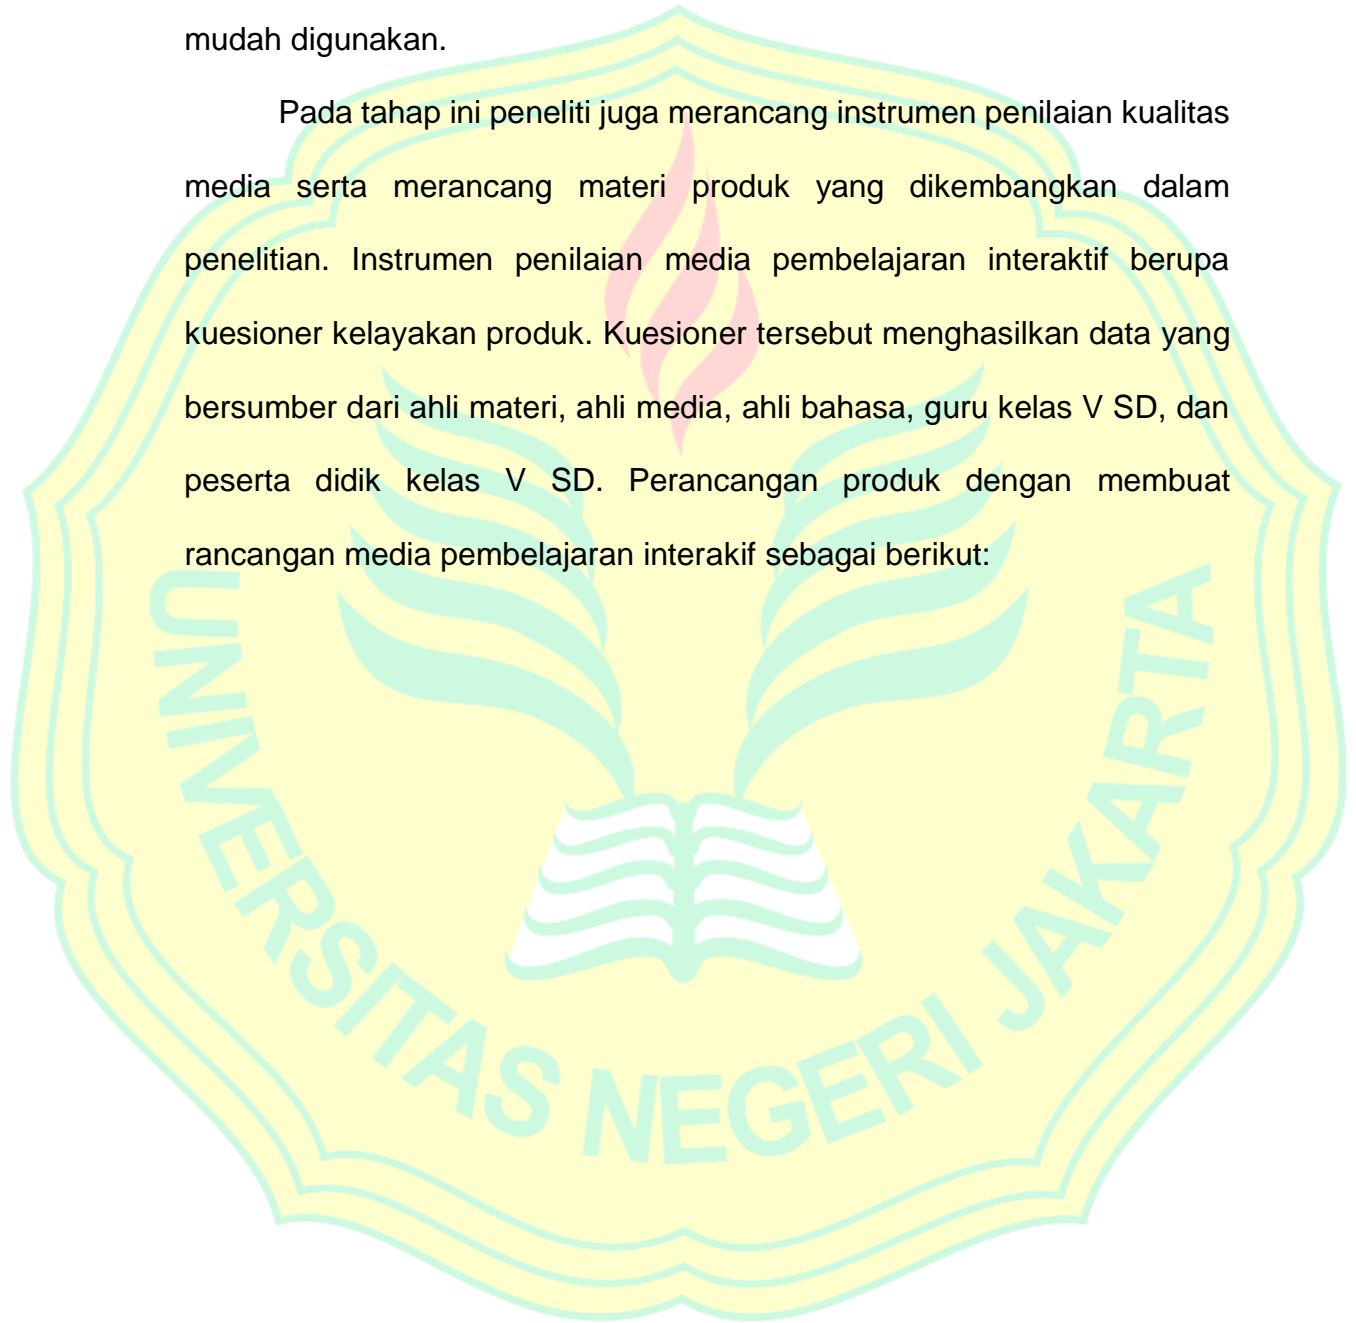 mudah digunakan.
Pada tahap ini peneliti juga merancang instrumen penilaian kualitas
media serta merancang materi produk yang dikembangkan dalam
penelitian. Instrumen penilaian media pembelajaran interaktif berupa
kuesioner kelayakan produk. Kuesioner tersebut menghasilkan data yang
bersumber dari ahli materi, ahli media, ahli bahasa, guru kelas V SD, dan
peserta didik kelas V SD. Perancangan produk dengan membuat
rancangan media pembelajaran interakif sebagai berikut:
UNIVERSITAS NEGERI JAKARTA